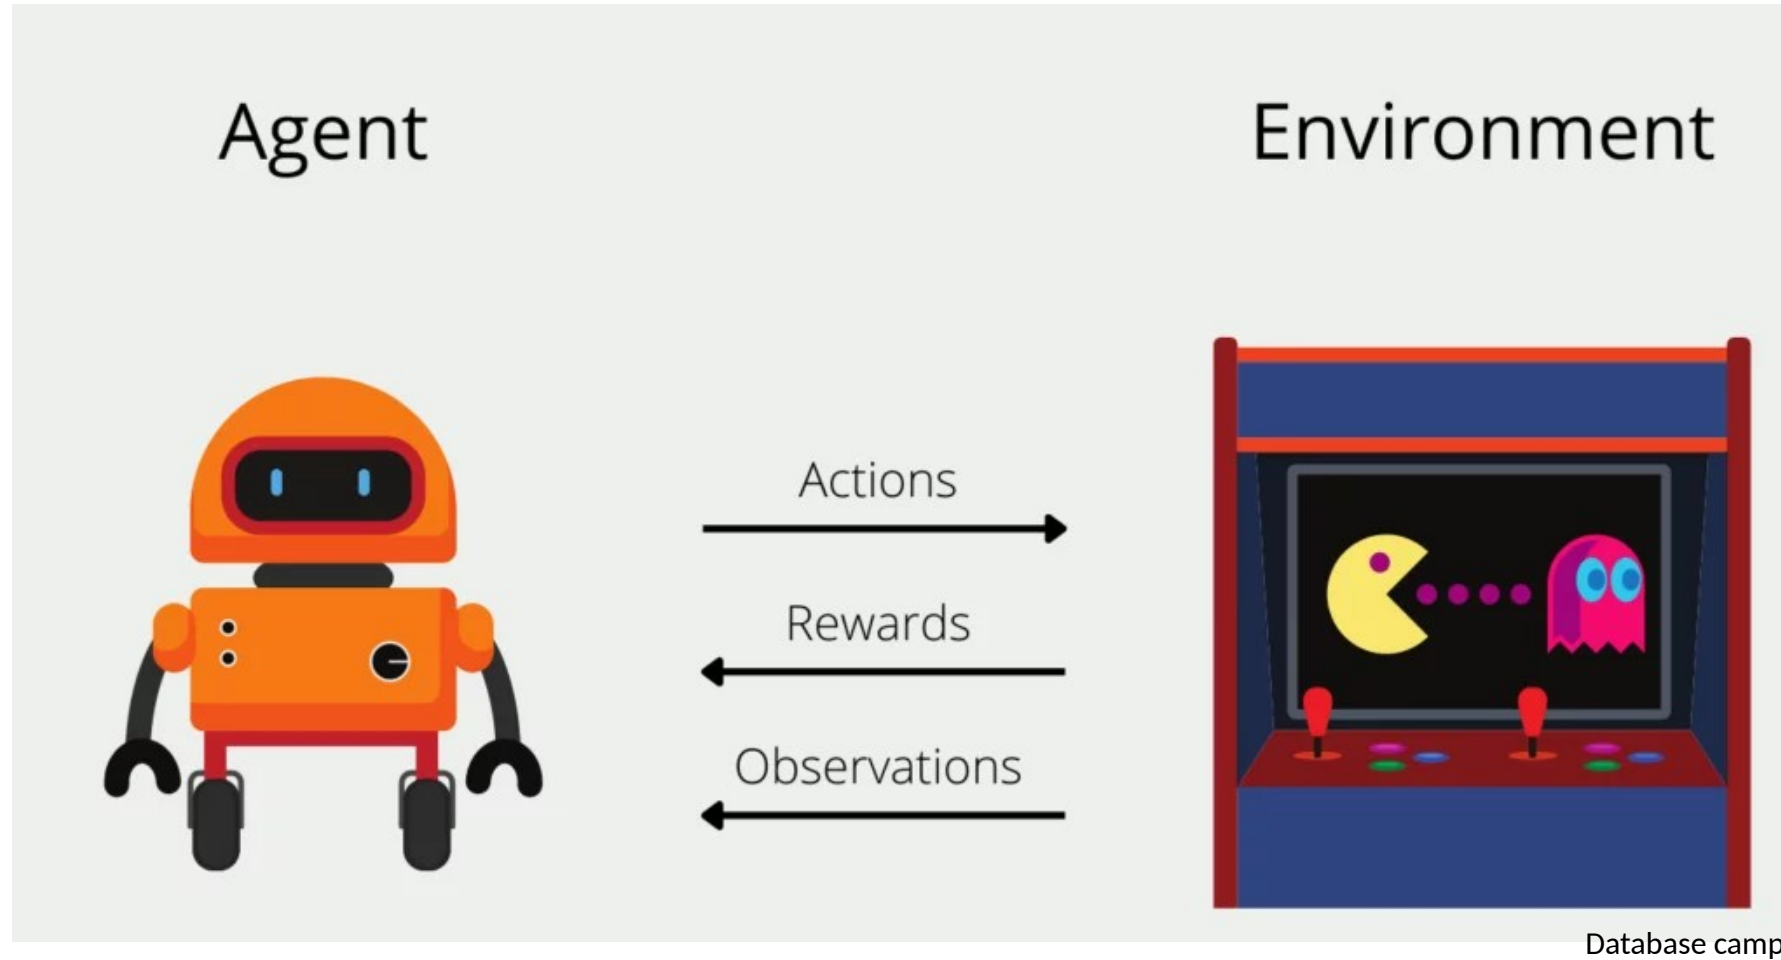 Agent
Environment
Actions
Rewards
Observations
Database camp